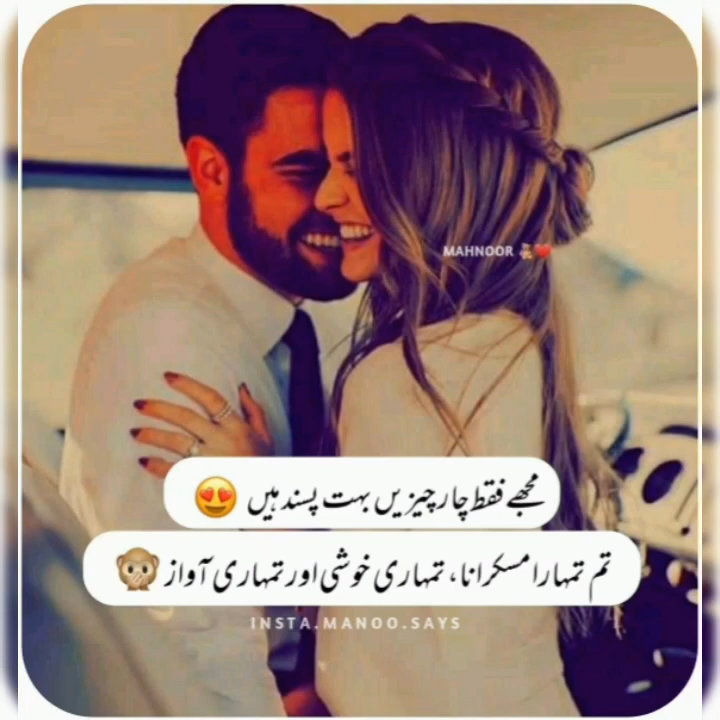 MAHNOOR 🧸❤️
مجھے فقط چار چیزیں بہت پسند ہیں 😍
تم تمہارا مسکرانا، تمہاری خوشی اور تمہاری آواز 🙊
INSTA.MANOO.SAYS